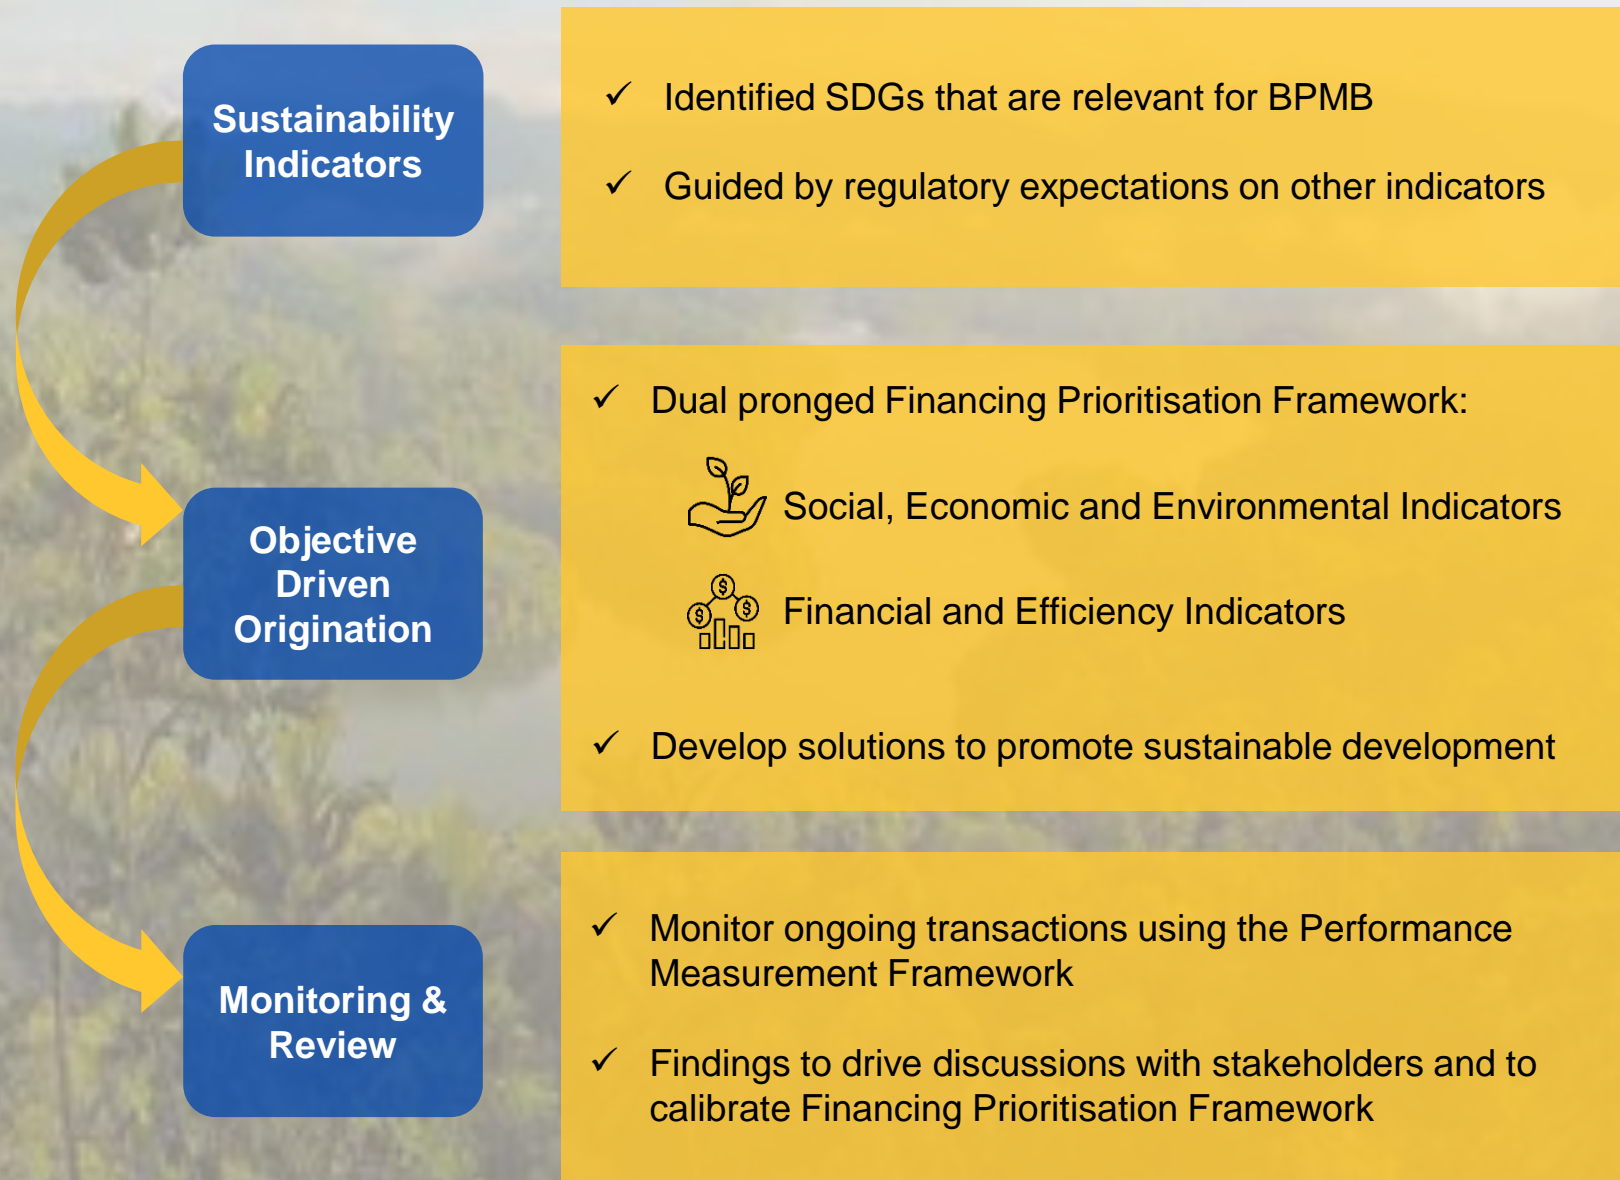 Sustainability
Indicators
✓ Identified SDGs that are relevant for BPMB
✓ Guided by regulatory expectations on other indicators
Objective
Driven
Origination
✓ Dual pronged Financing Prioritisation Framework:
Social, Economic and Environmental Indicators
$ $ $
Financial and Efficiency Indicators
✓ Develop solutions to promote sustainable development
Monitoring &
Review
✓ Monitor ongoing transactions using the Performance
Measurement Framework
✓ Findings to drive discussions with stakeholders and to
calibrate Financing Prioritisation Framework